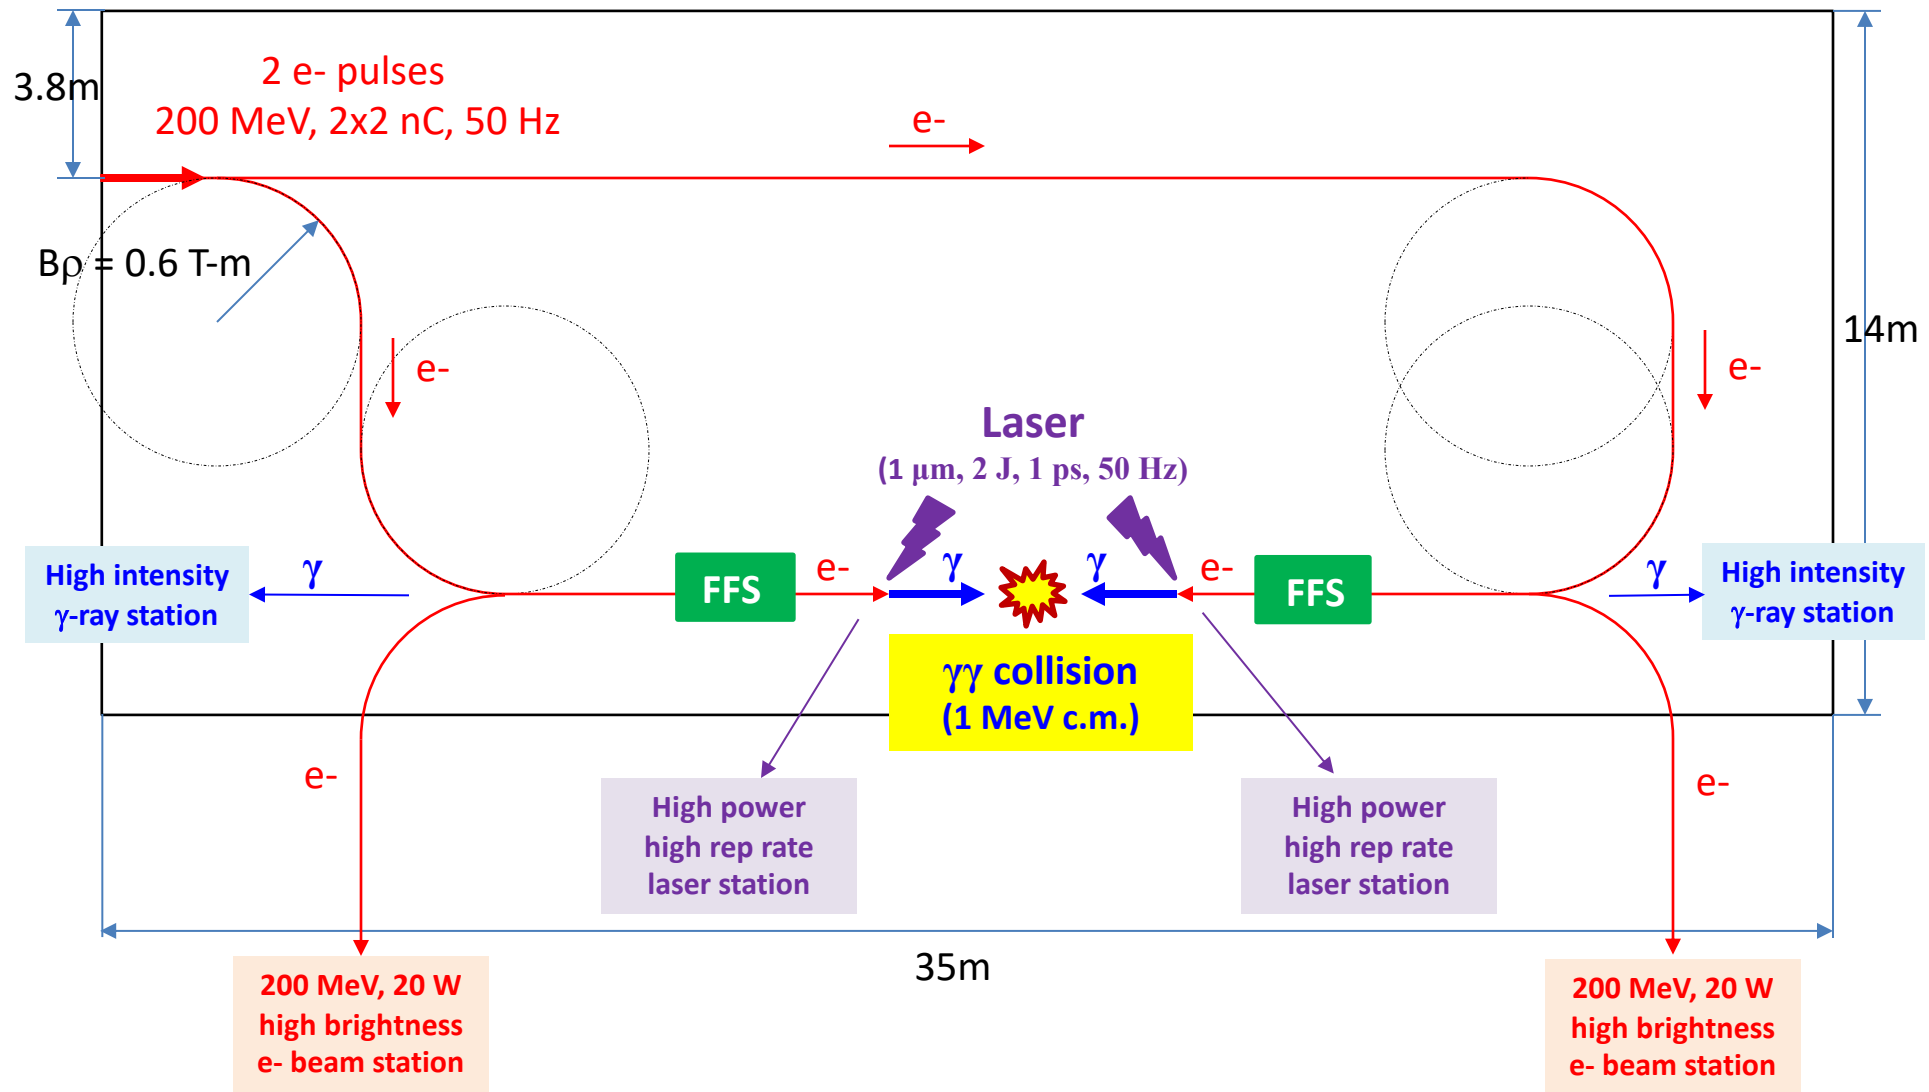 3.8m
2 e- pulses
200 MeV, 2x2 nC, 50 Hz
e-
Bρ = 0.6 T-m
14m
e-
e-
Laser
(1 μm, 2 J, 1 ps, 50 Hz)
High intensity
γ-ray station
γ
FFS
e-
γ
γ
e-
FFS
γ
High intensity
γ-ray station
γγ collision
(1 MeV c.m.)
e-
e-
High power
high rep rate
laser station
High power
high rep rate
laser station
35m
200 MeV, 20 W
high brightness
e- beam station
200 MeV, 20 W
high brightness
e- beam station